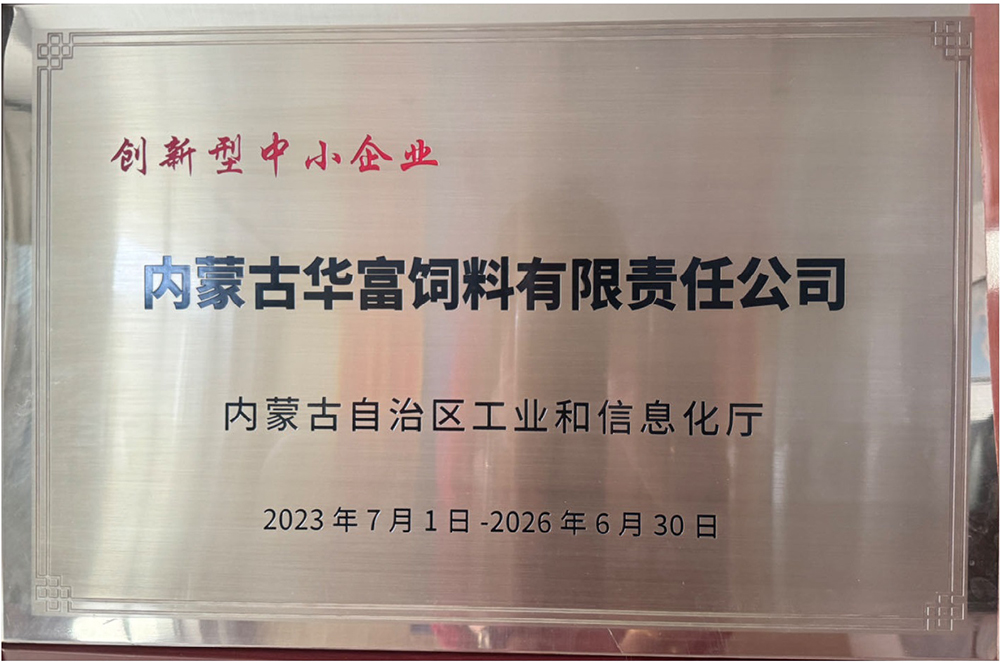 创新型中小企业
内蒙古华富饲料有限责任公司
内蒙古自治区工业和信息化厅
2023年7月1日-2026年6月30日